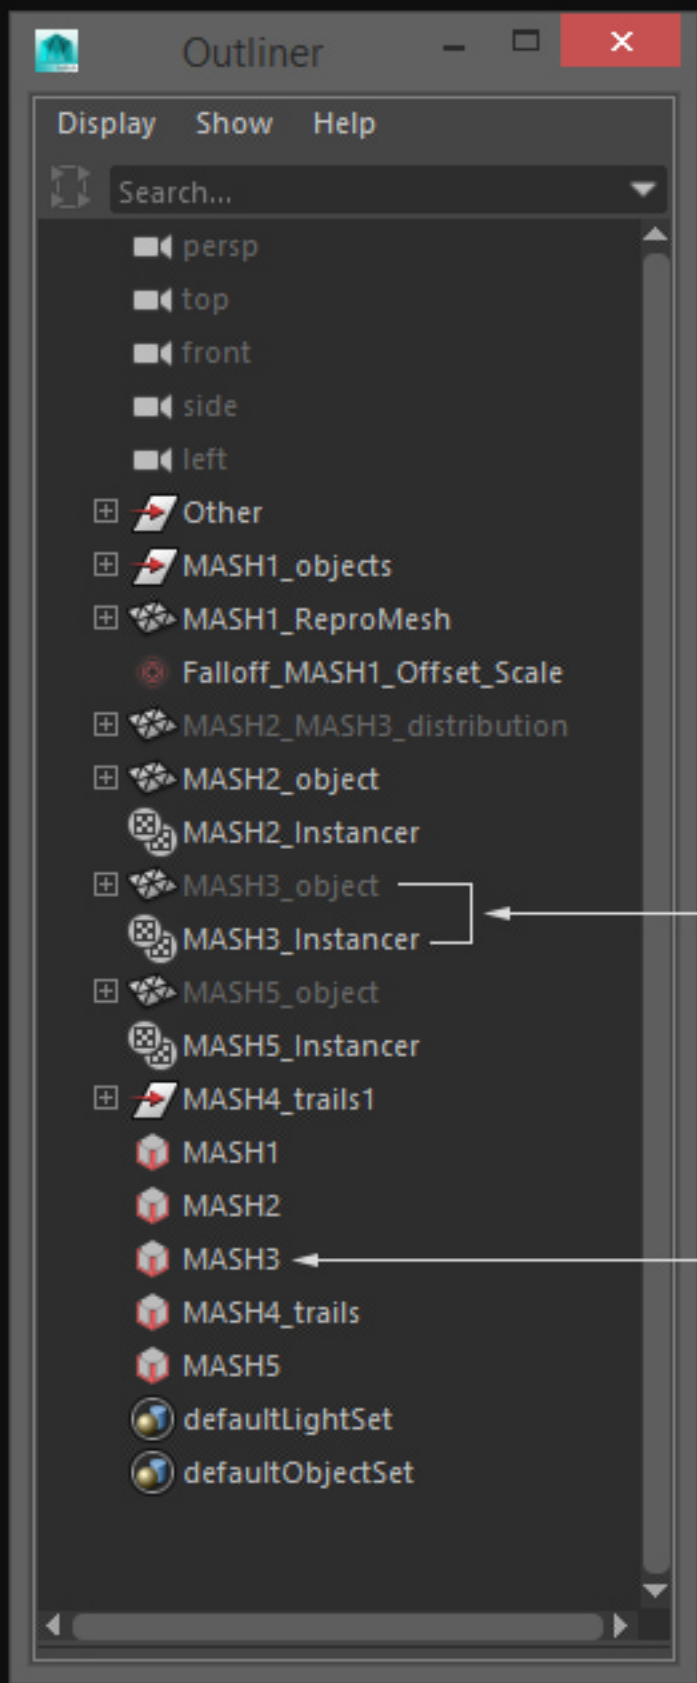 Outliner
Display Show Help
Search...
persp
top
front
side
left
Other
MASH1_objects
MASH1_ReproMesh
Falloff_MASH1_Offset_Scale
MASH2_MASH3_distribution
MASH2_object
MASH2_Instancer
MASH3_object
MASH3_Instancer
MASH5_object
MASH5_Instancer
MASH4_trails1
MASH1
MASH2
MASH3
MASH4_trails
MASH5
defaultLightSet
defaultObjectSet